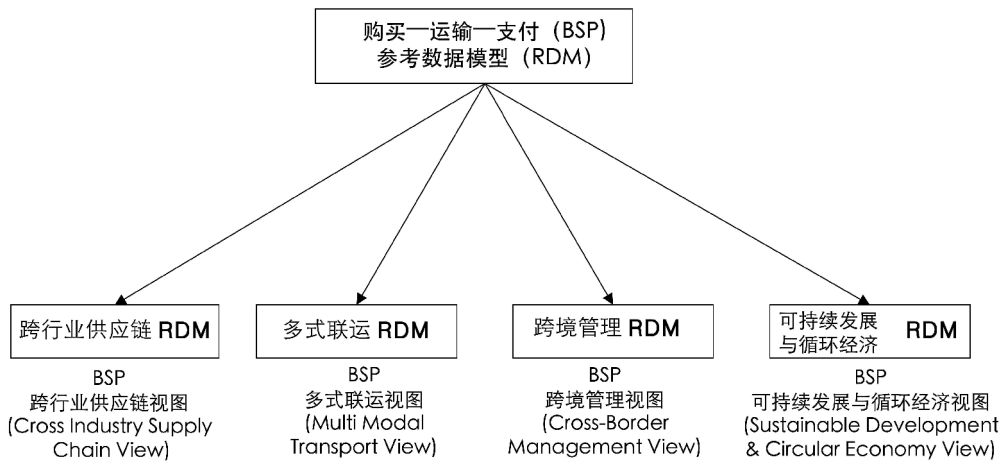 购买—运输—支付（BSP）
参考数据模型（RDM）
跨行业供应链 RDM
多式联运 RDM
跨境管理 RDM
可持续发展
与循环经济 RDM
BSP
跨行业供应链视图
(Cross Industry Supply
Chain View)
BSP
多式联运视图
(Multi Modal
Transport View)
BSP
跨境管理视图
(Cross-Border
Management View)
BSP
可持续发展与循环经济视图
(Sustainable Development
& Circular Economy View)